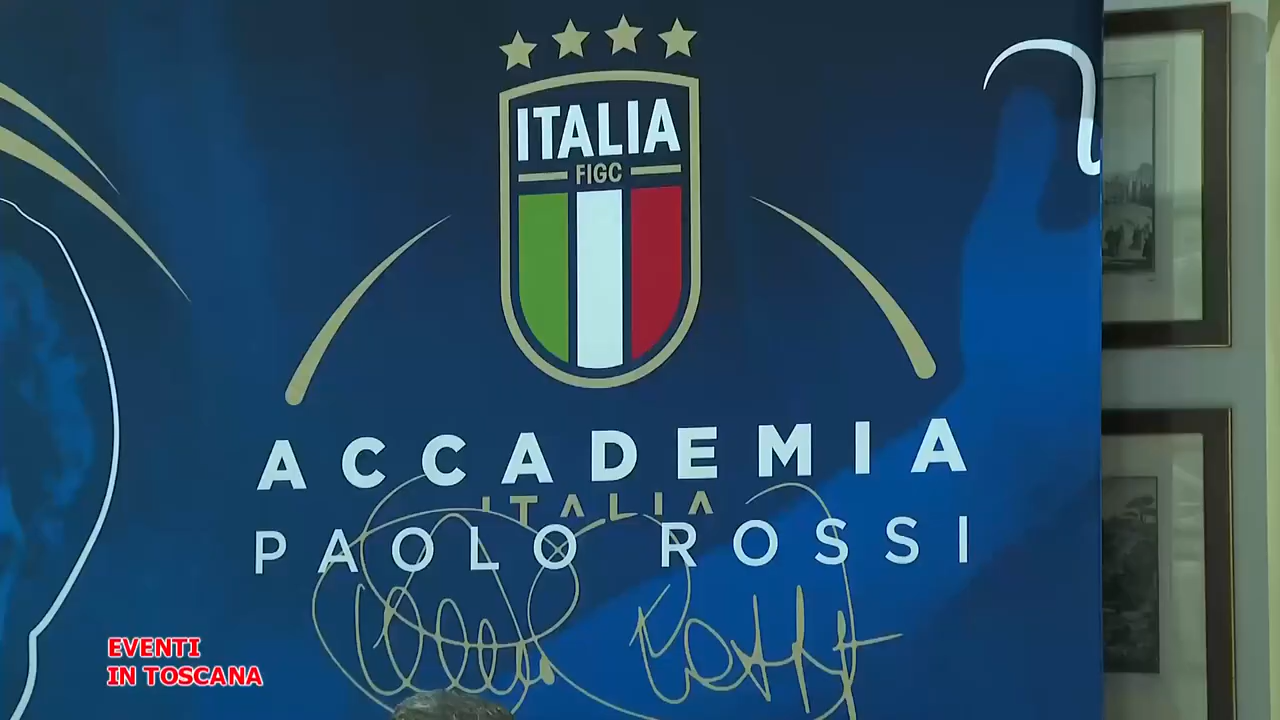 ITALIA
FIGC
ACCADEMIA
ITALIA
PAOLO ROSSI
EVENTI
IN TOSCANA